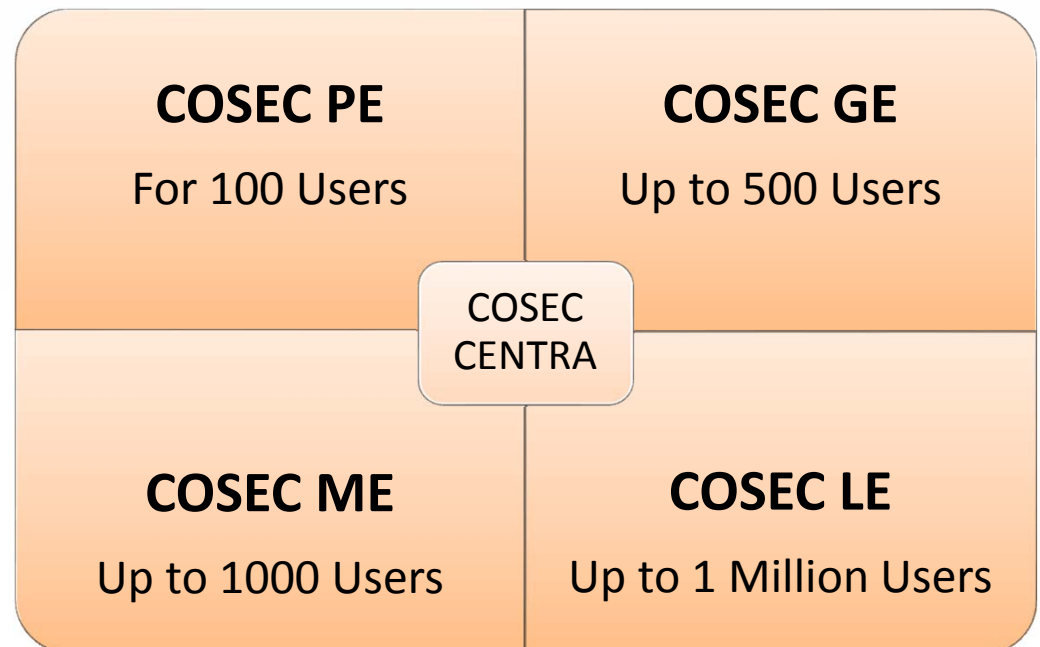 COSEC PE
For 100 Users
COSEC GE
Up to 500 Users
COSEC
CENTRA
COSEC ME
Up to 1000 Users
COSEC LE
Up to 1 Million Users